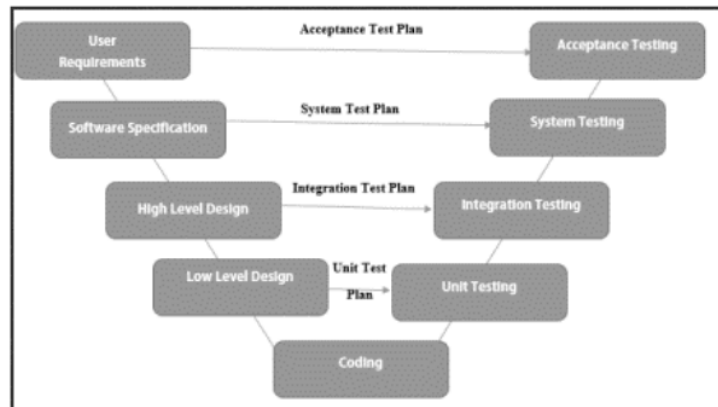 User
Requirements
Acceptance Test Plan
Acceptance Testing
Software Specification
System Test Plan
System Testing
High Level Design
Integration Test Plan
Integration Testing
Low Level Design
Unit Test
Plan
Unit Testing
Coding